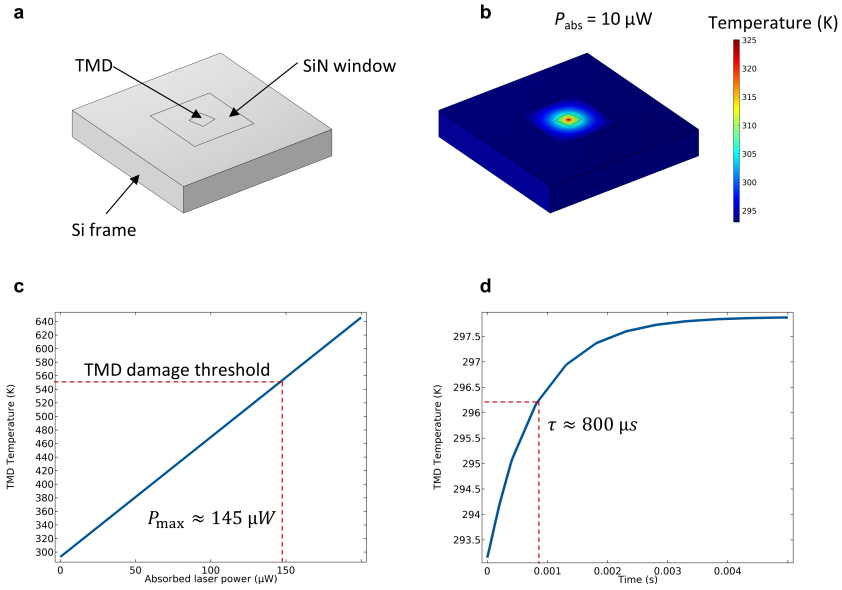 a
TMD
SiN window
Si frame
b
P_abs = 10 µW
Temperature (K)
325
320
315
310
305
300
295
c
640
620
600
580
560
540
520
500
480
460
440
420
400
380
360
340
320
300
TMD Temperature (K)
TMD damage threshold
P_max ≈ 145 µW
0
50
100
150
Absorbed laser power (µW)
d
297.5
297
296.5
296
295.5
295
294.5
294
293.5
TMD Temperature (K)
τ ≈ 800 µs
0
0.001
0.002
0.003
0.004
Time (s)